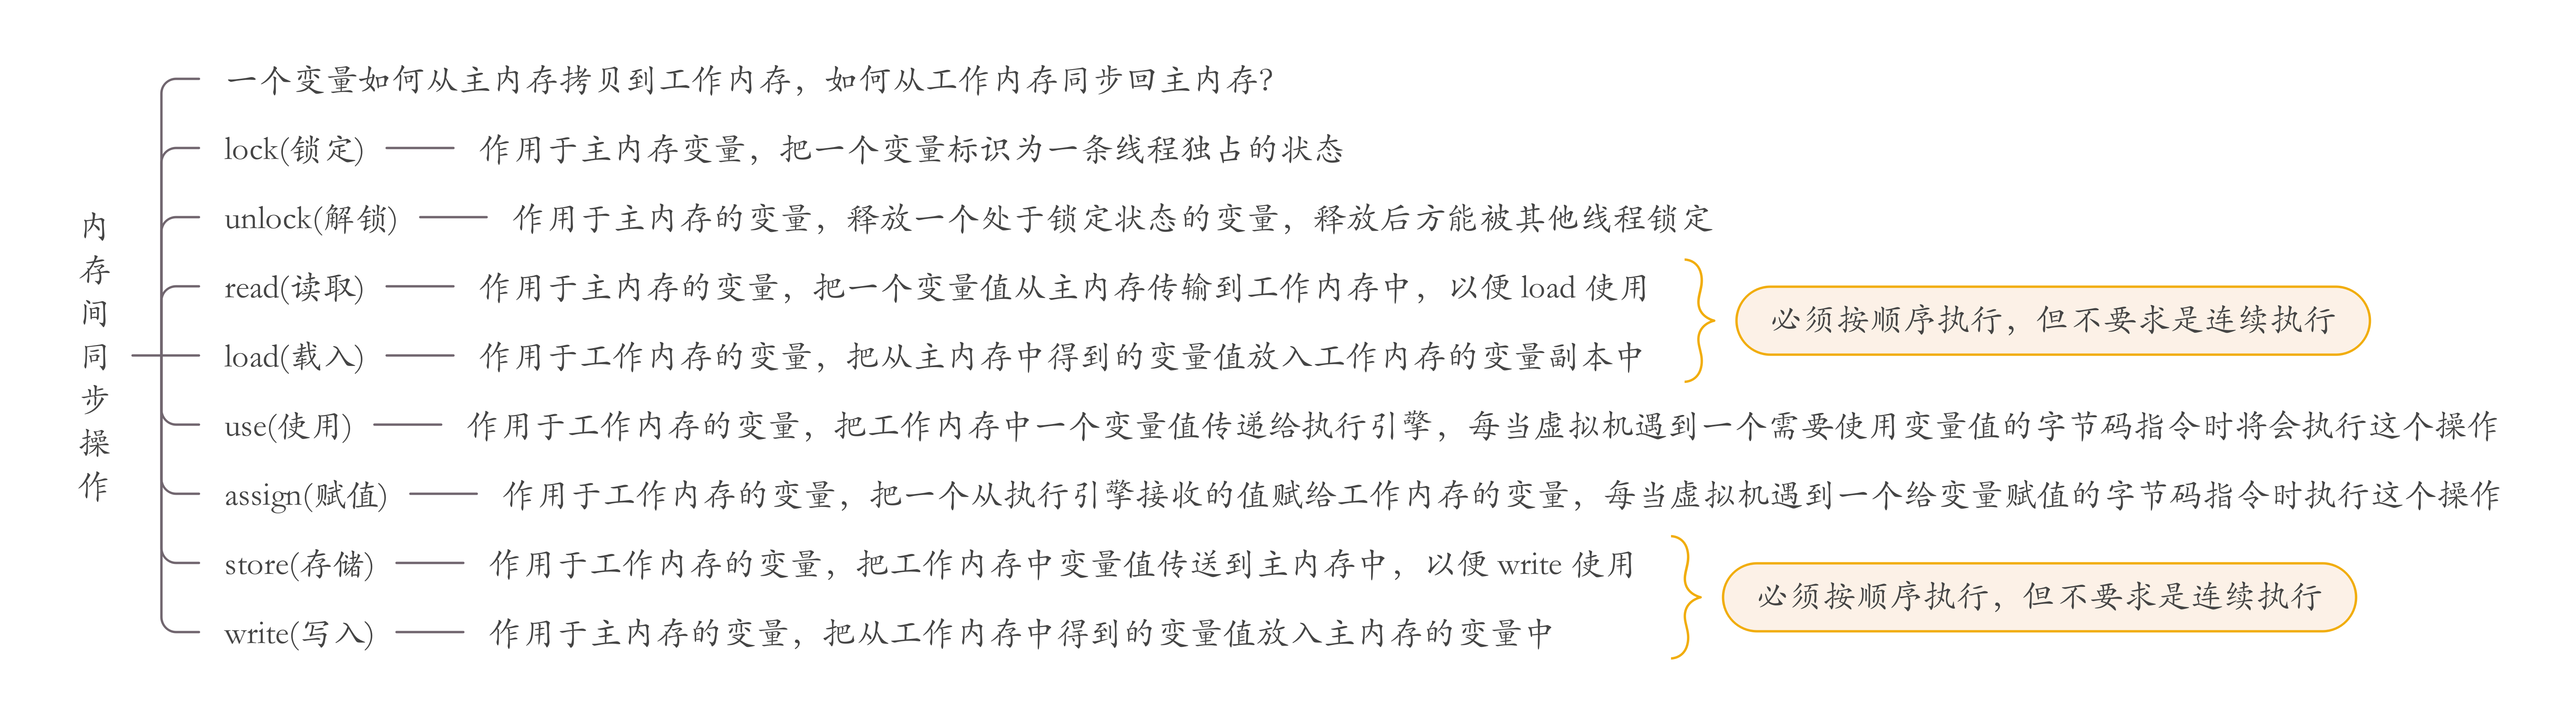 内存间同步操作
一个变量如何从主内存拷贝到工作内存，如何从工作内存同步回主内存？
lock(锁定) 作用于主内存变量，把一个变量标识为一条线程独占的状态
unlock(解锁) 作用于主内存的变量，释放一个处于锁定状态的变量，释放后方能被其他线程锁定
read(读取) 作用于主内存的变量，把一个变量值从主内存传输到工作内存中，以便 load 使用
load(载入) 作用于工作内存的变量，把从主内存中得到的变量值放入工作内存的变量副本中
必须按顺序执行，但不要求是连续执行
use(使用) 作用于工作内存的变量，把工作内存中一个变量值传递给执行引擎，每当虚拟机遇到一个需要使用变量值的字节码指令时将会执行这个操作
assign(赋值) 作用于工作内存的变量，把一个从执行引擎接收的值赋给工作内存的变量，每当虚拟机遇到一个给变量赋值的字节码指令时执行这个操作
store(存储) 作用于工作内存的变量，把工作内存中变量值传送到主内存中，以便 write 使用
write(写入) 作用于主内存的变量，把从工作内存中得到的变量值放入主内存的变量中
必须按顺序执行，但不要求是连续执行